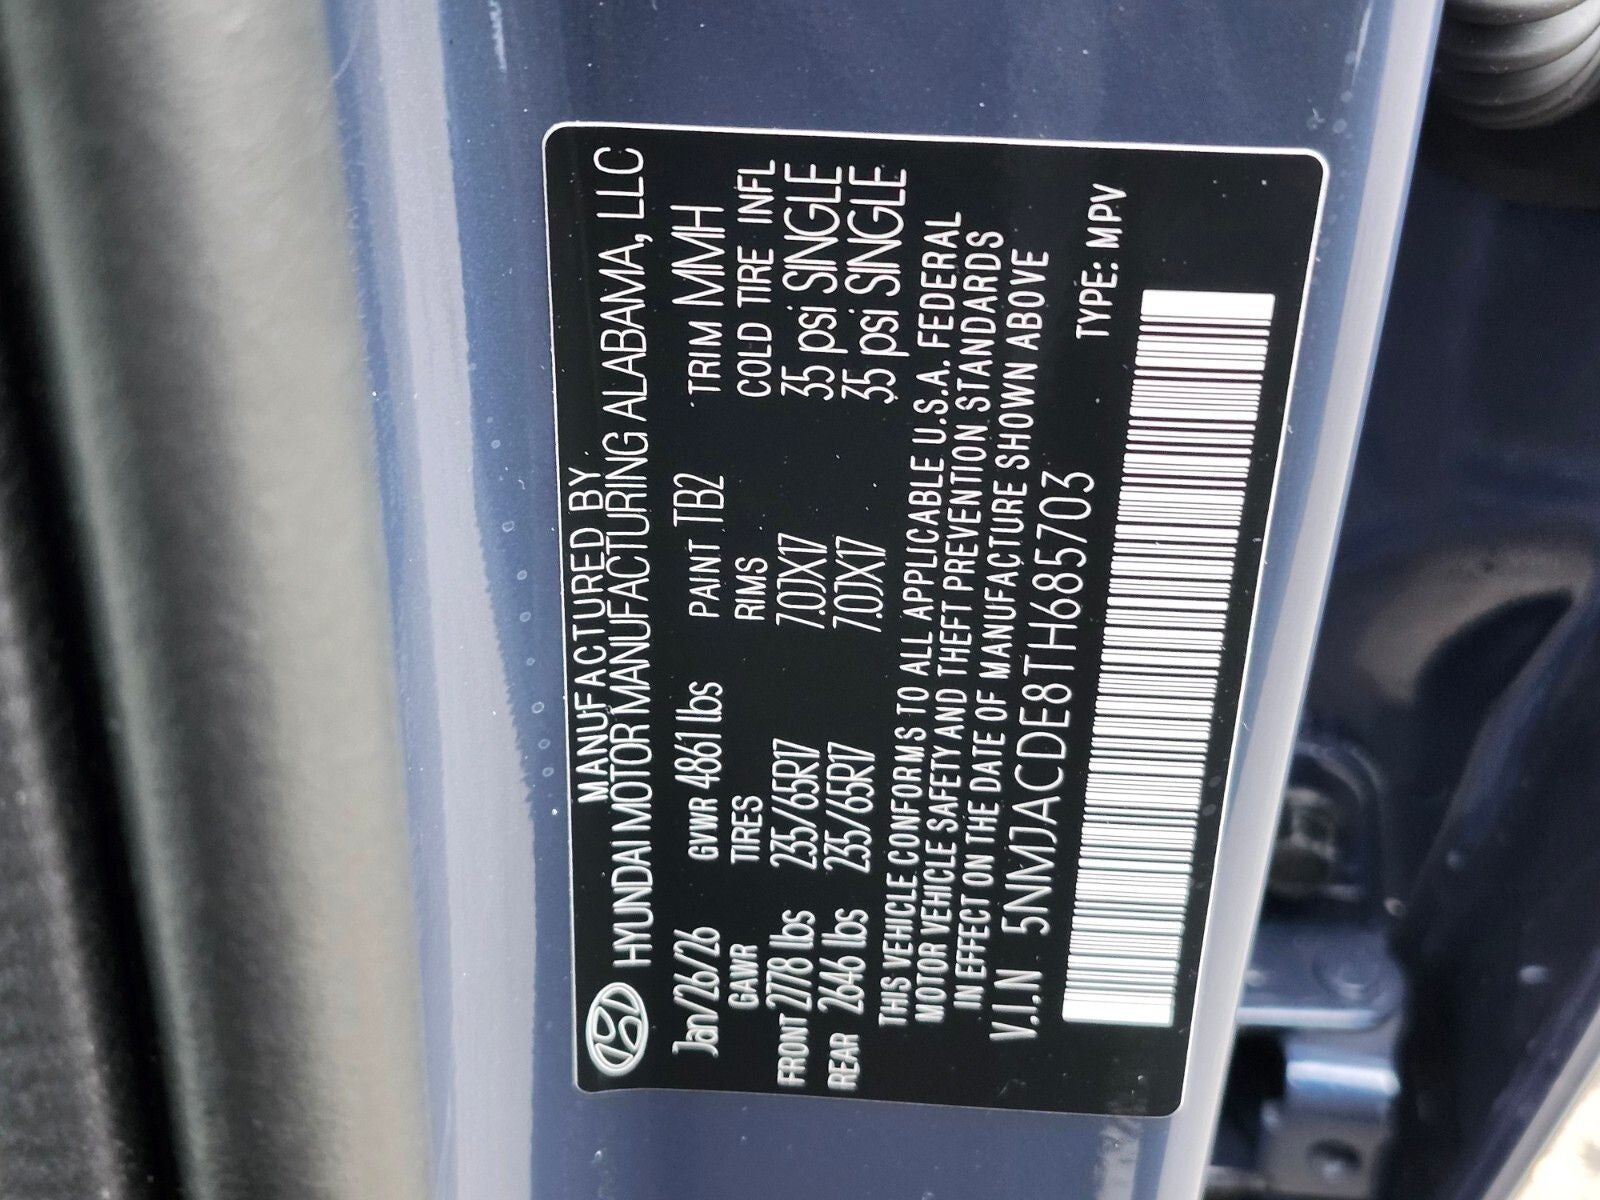 MANUFACTURED BY
HYUNDAI MOTOR MANUFACTURING ALABAMA, LLC
Jan/26/26 GVWR 4861 lbs PAINT TB2 TRIM MMH
GAWR TIRES RIMS COLD TIRE INFL
FRONT 2778 lbs 235/65R17 7.0JX17 35 psi SINGLE
REAR 2646 lbs 235/65R17 7.0JX17 35 psi SINGLE
THIS VEHICLE CONFORMS TO ALL APPLICABLE U.S.A. FEDERAL
MOTOR VEHICLE SAFETY AND THEFT PREVENTION STANDARDS
IN EFFECT ON THE DATE OF MANUFACTURE SHOWN ABOVE
V.I.N 5NMJACDE8TH685703
TYPE: MPV